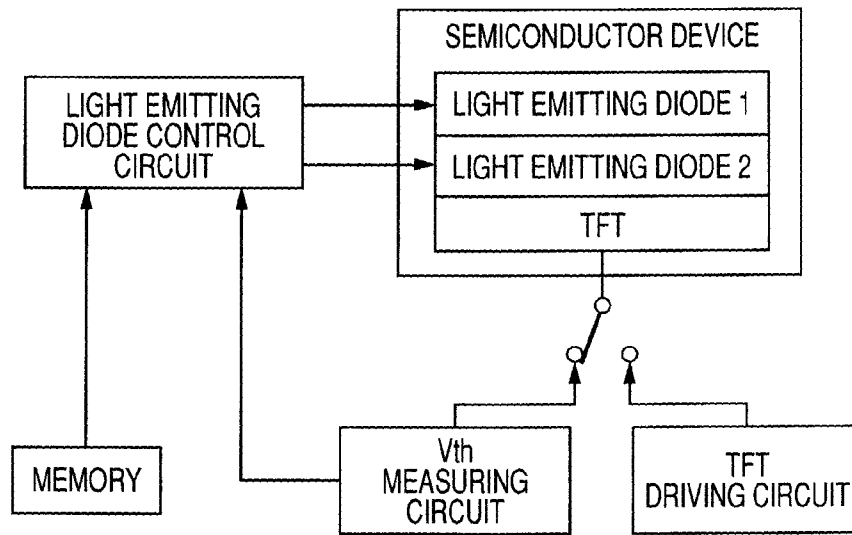 SEMICONDUCTOR DEVICE
LIGHT EMITTING
DIODE CONTROL
CIRCUIT
LIGHT EMITTING DIODE 1
LIGHT EMITTING DIODE 2
TFT
MEMORY
Vth
MEASURING
CIRCUIT
TFT
DRIVING CIRCUIT